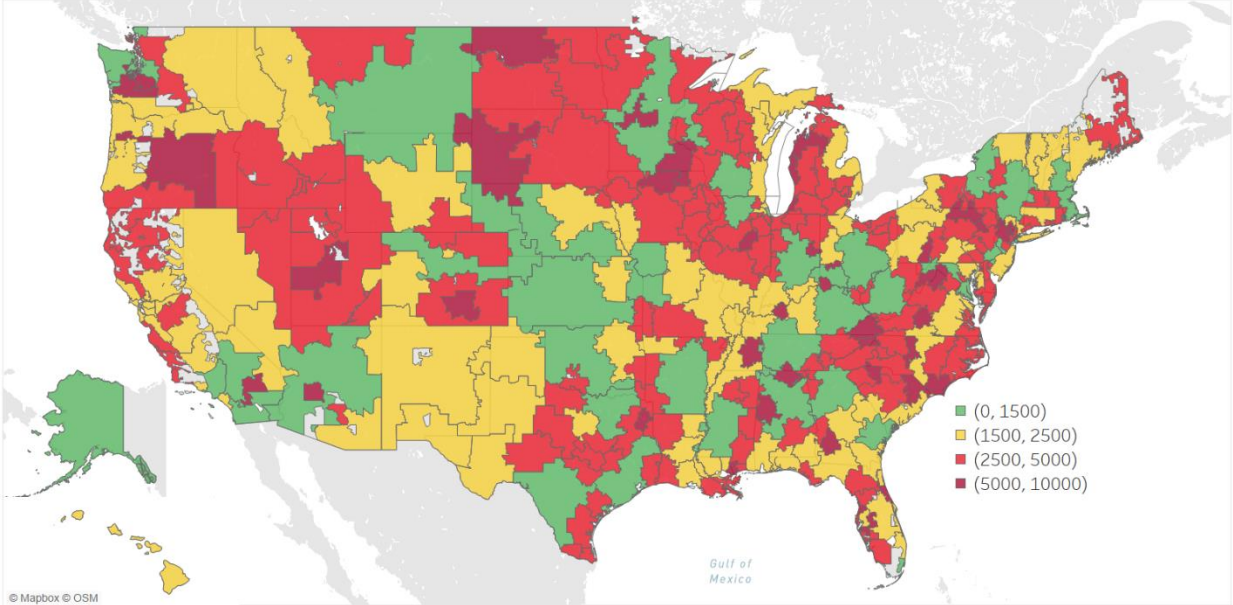 (0, 1500)
(1500, 2500)
(2500, 5000)
(5000, 10000)
Gulf of
Mexico
© Mapbox © OSM